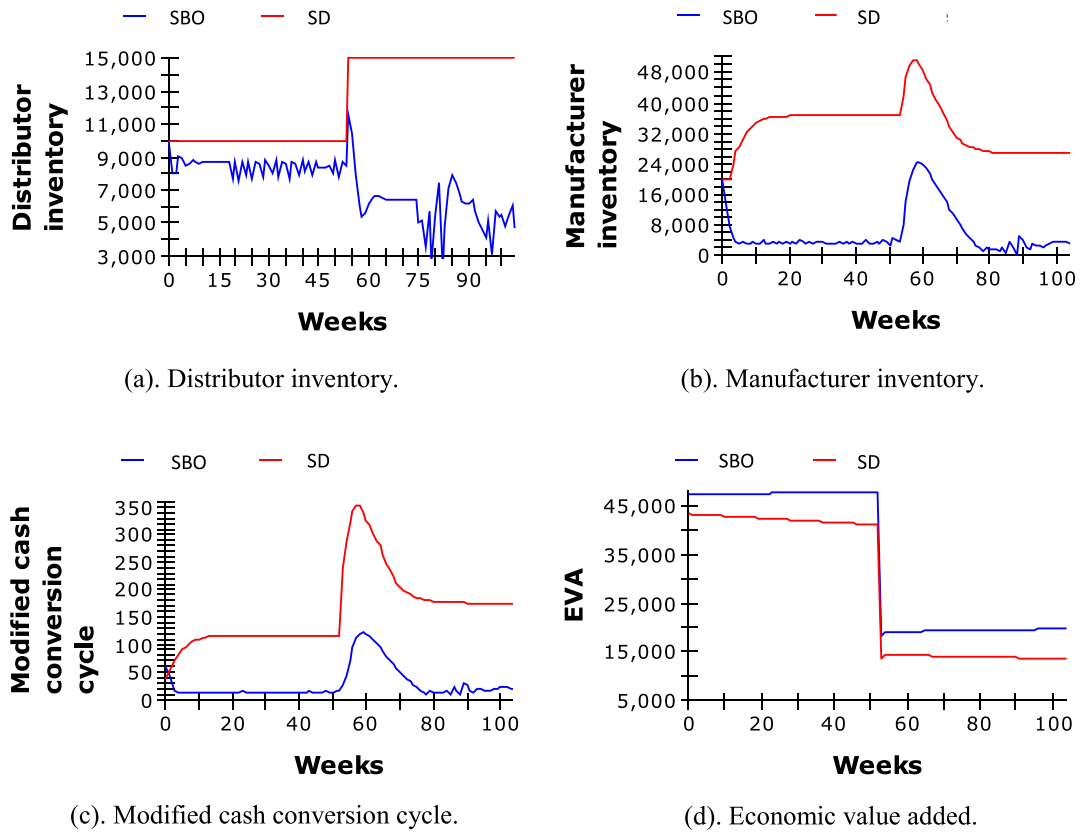 SBO SD
15,000
13,000
11,000
9,000
7,000
5,000
3,000
Distributor
inventory
0 15 30 45 60 75 90
Weeks
(a). Distributor inventory.
SBO SD
48,000
40,000
32,000
24,000
16,000
8,000
0
Manufacturer
inventory
0 20 40 60 80 100
Weeks
(b). Manufacturer inventory.
SBO SD
350
300
250
200
150
100
50
0
Modified cash
conversion
cycle
0 20 40 60 80 100
Weeks
(c). Modified cash conversion cycle.
SBO SD
45,000
35,000
25,000
15,000
5,000
EVA
0 20 40 60 80 100
Weeks
(d). Economic value added.